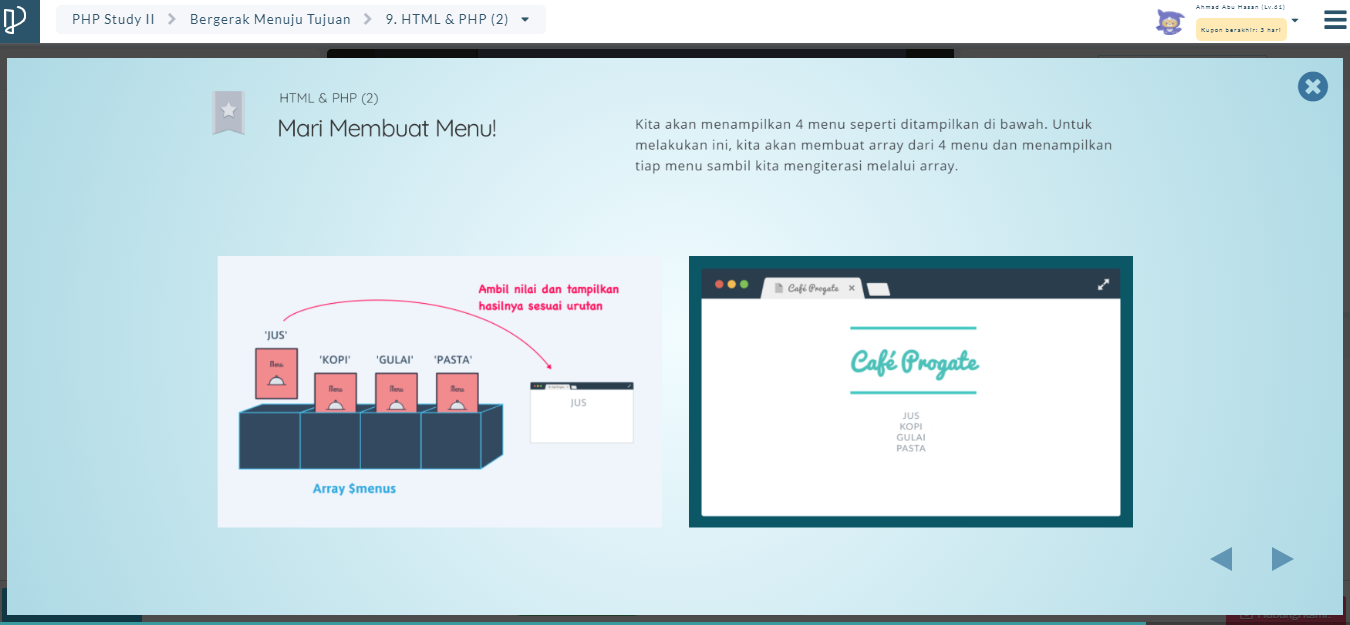 PHP Study II
Bergerak Menuju Tujuan
9. HTML & PHP (2)
Ahmad Abu Hasan (Lv.61)
Kupon berakhir: 3 hari
HTML & PHP (2)
Mari Membuat Menu!
Kita akan menampilkan 4 menu seperti ditampilkan di bawah. Untuk
melakukan ini, kita akan membuat array dari 4 menu dan menampilkan
tiap menu sambil kita mengiterasi melalui array.
Ambil nilai dan tampilkan
hasilnya sesuai urutan
'JUS'
'KOPI'
'GULAI'
'PASTA'
Menu
Menu
Menu
Menu
JUS
Array $menus
Café Progate
Café Progate
JUS
KOPI
GULAI
PASTA